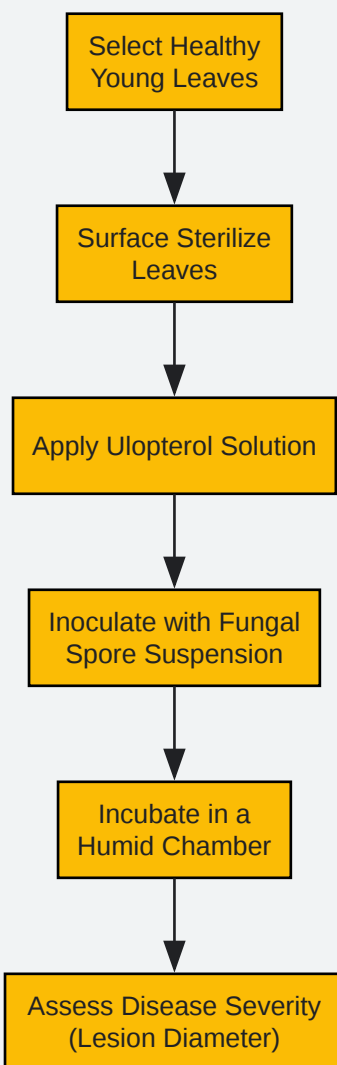 Select Healthy
Young Leaves
Surface Sterilize
Leaves
Apply Ulopterol Solution
Inoculate with Fungal
Spore Suspension
Incubate in a
Humid Chamber
Assess Disease Severity
(Lesion Diameter)